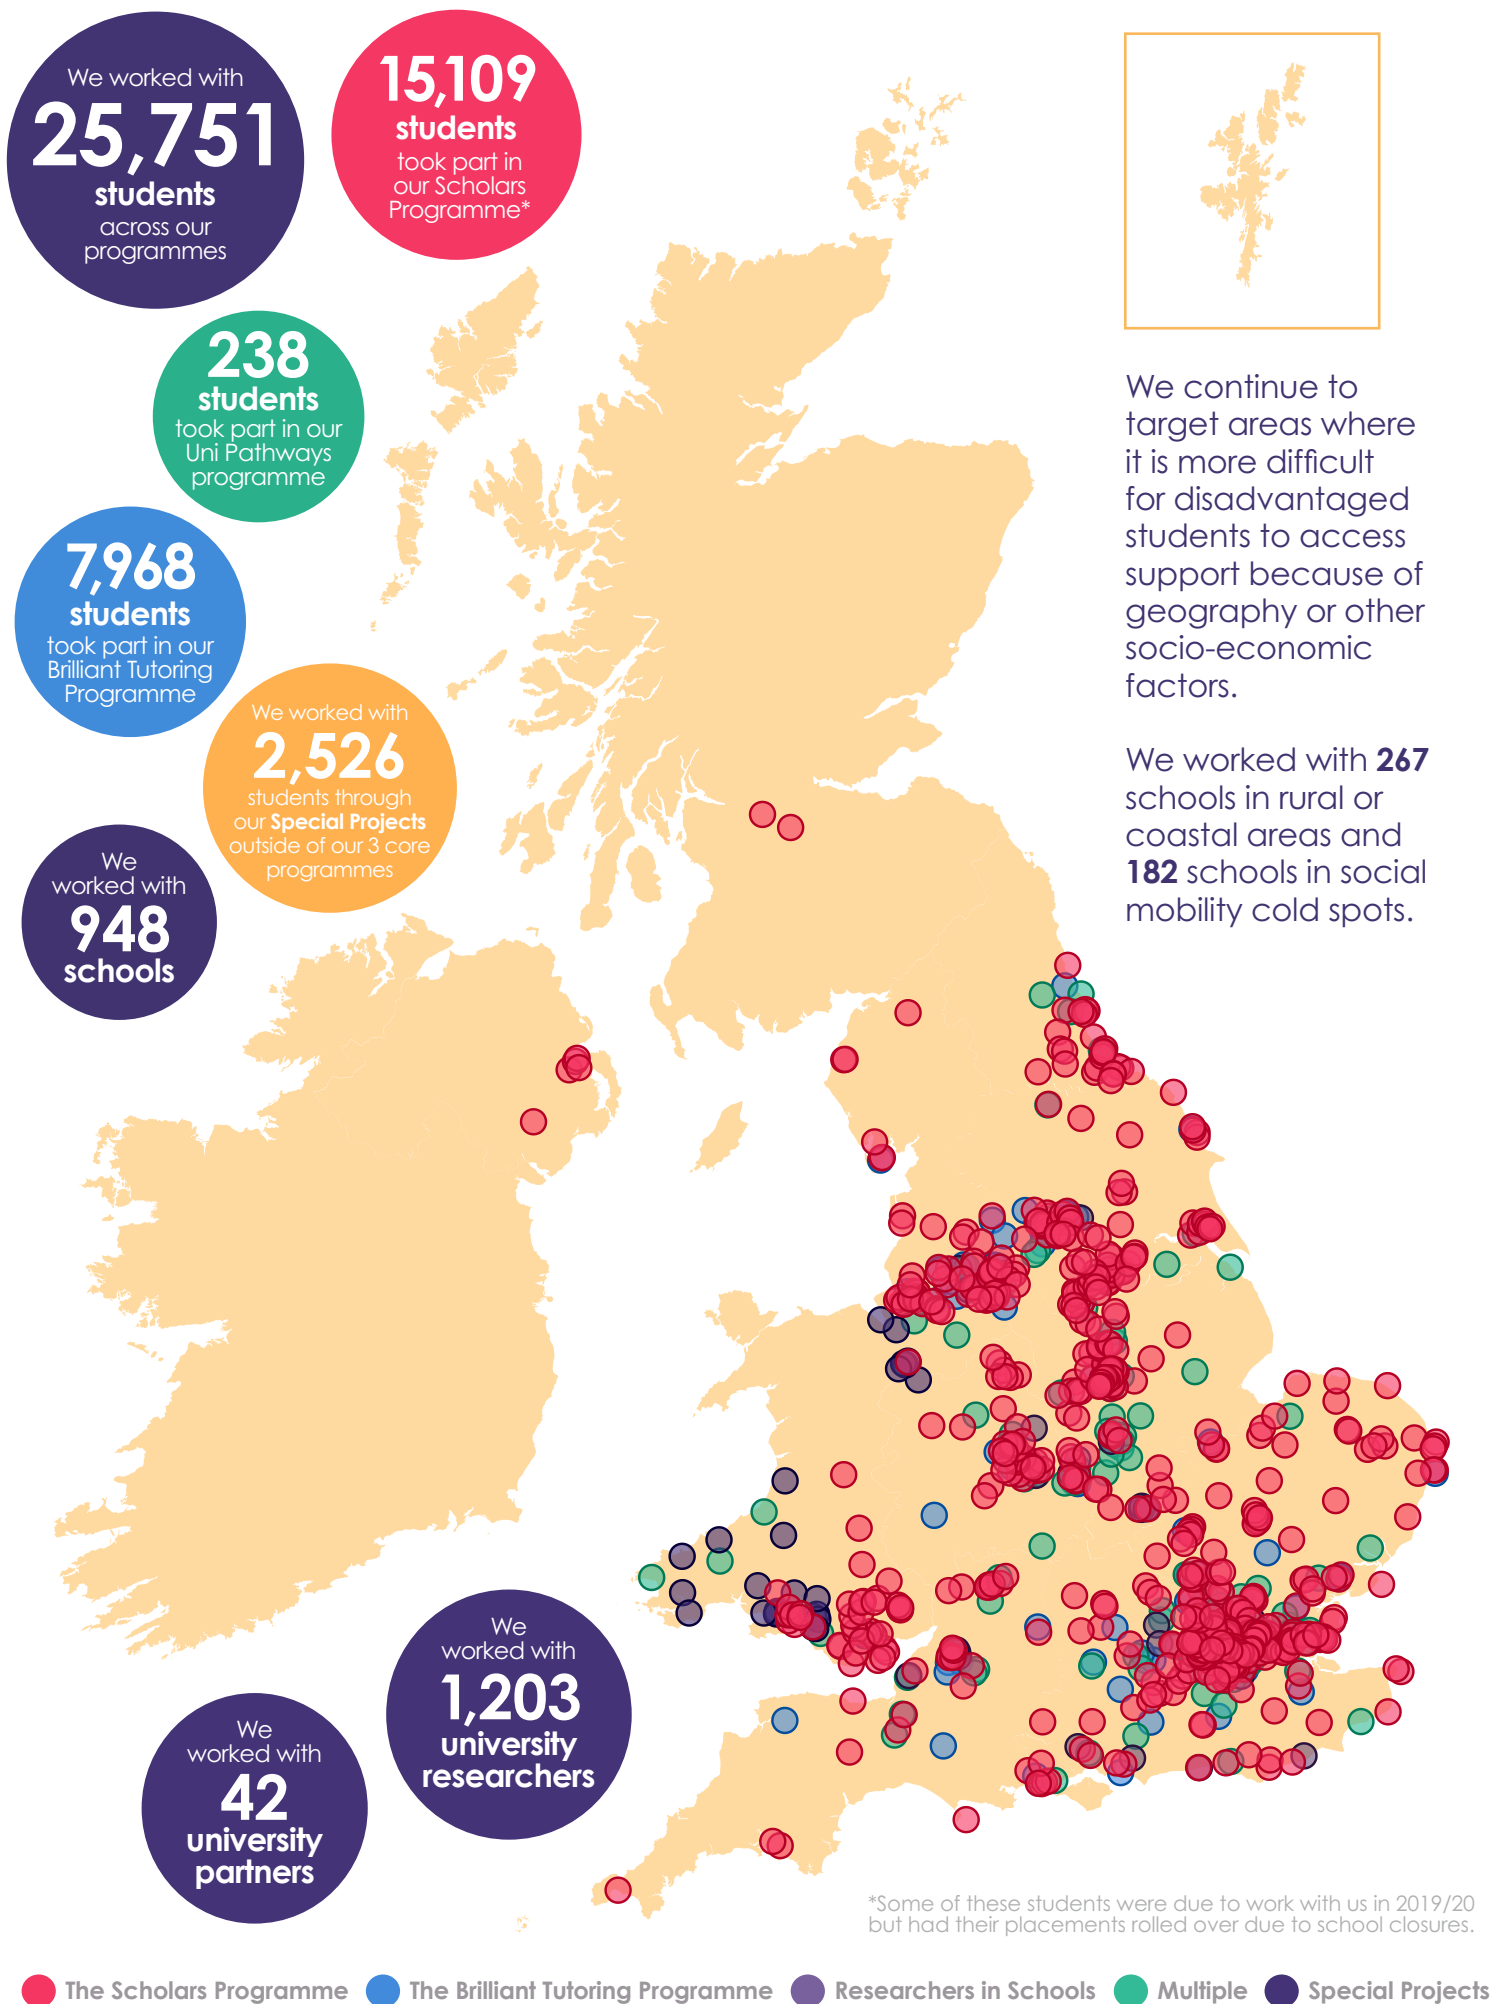 We worked with
25,751
students
across our
programmes
15,109
students
took part in
our Scholars
Programme*
238
students
took part in our
Uni Pathways
programme
7,968
students
took part in our
Brilliant Tutoring
Programme
We worked with
2,526
students through
our Special Projects
outside of our 3 core
programmes
We
worked with
948
schools
We continue to
target areas where
it is more difficult
for disadvantaged
students to access
support because of
geography or other
socio-economic
factors.
We worked with 267
schools in rural or
coastal areas and
182 schools in social
mobility cold spots.
We
worked with
1,203
university
researchers
We
worked with
42
university
partners
*Some of these students were due to work with us in 2019/20
but had their placements rolled over due to school closures.
The Scholars Programme
The Brilliant Tutoring Programme
Researchers in Schools
Multiple
Special Projects